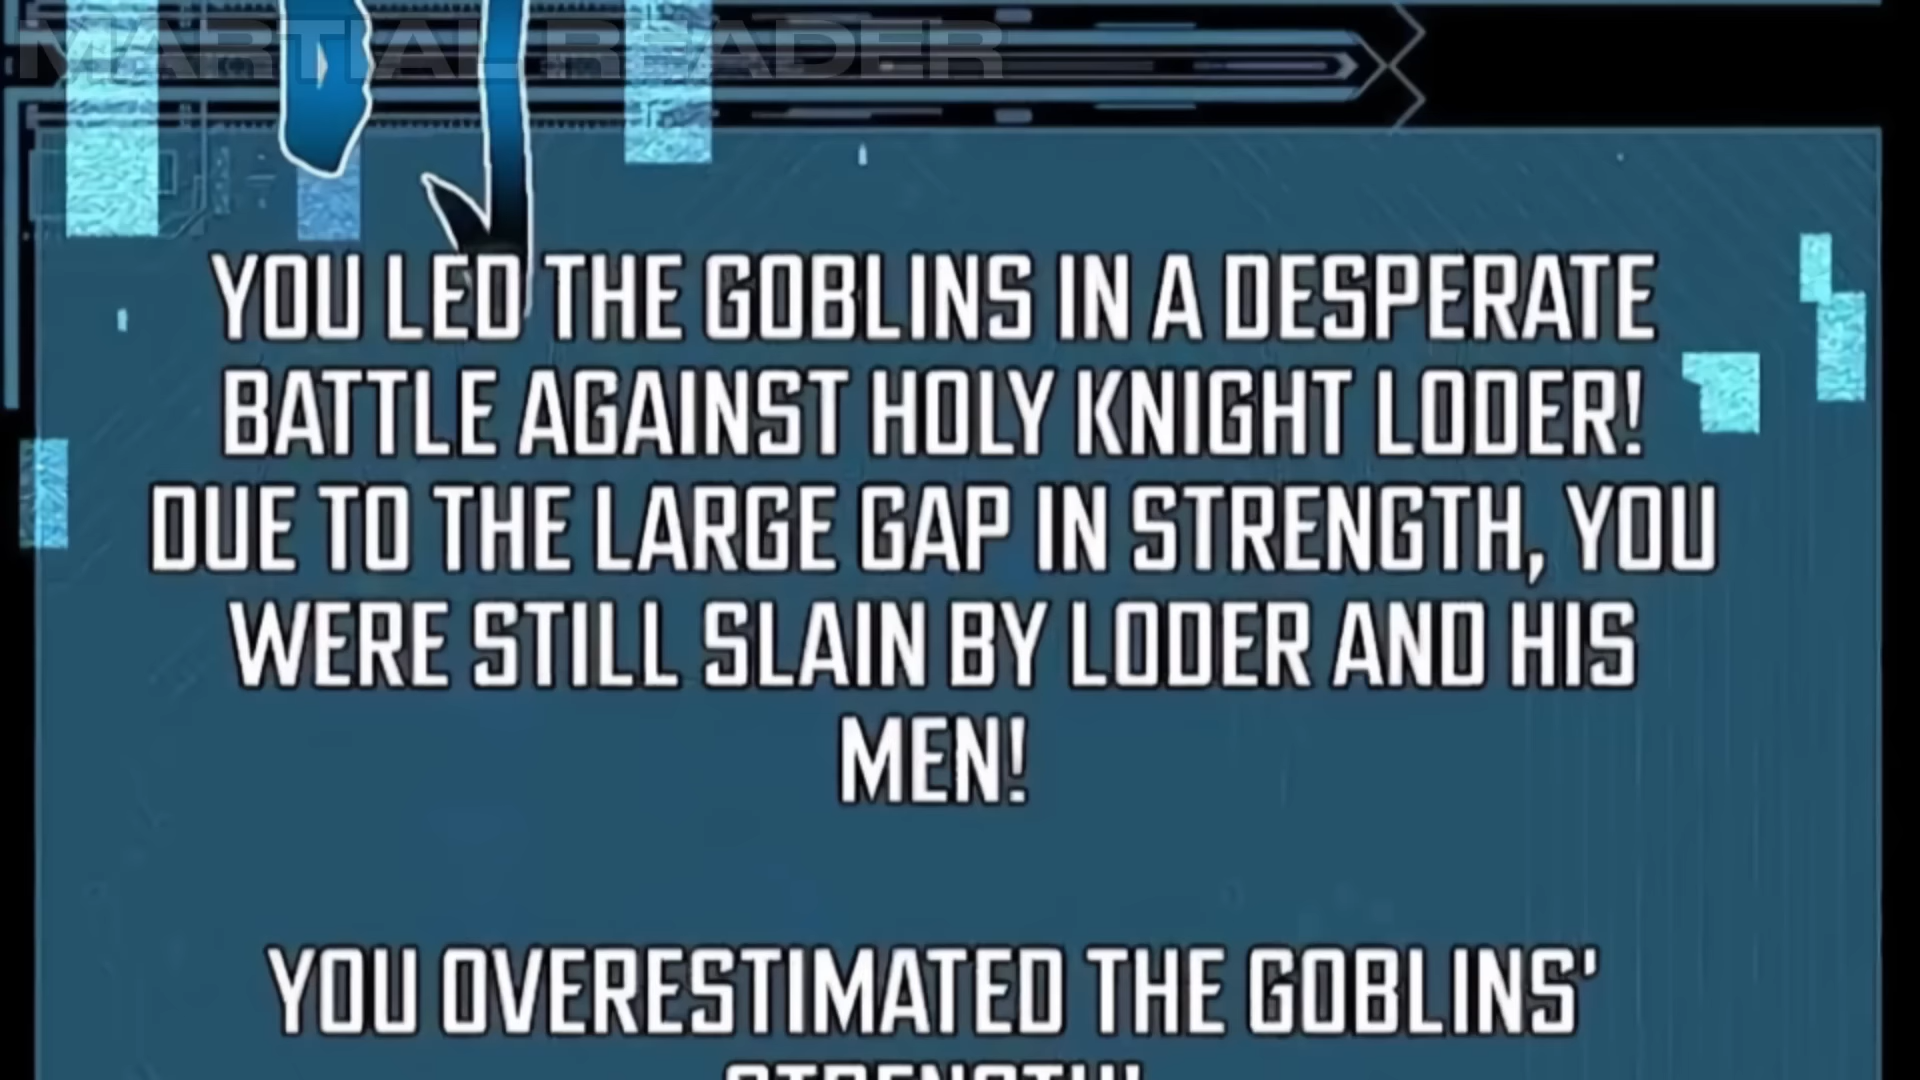 MARTIAL READER
YOU LED THE GOBLINS IN A DESPERATE
BATTLE AGAINST HOLY KNIGHT LODER!
DUE TO THE LARGE GAP IN STRENGTH, YOU
WERE STILL SLAIN BY LODER AND HIS
MEN!
YOU OVERESTIMATED THE GOBLINS'
STRENGTH!